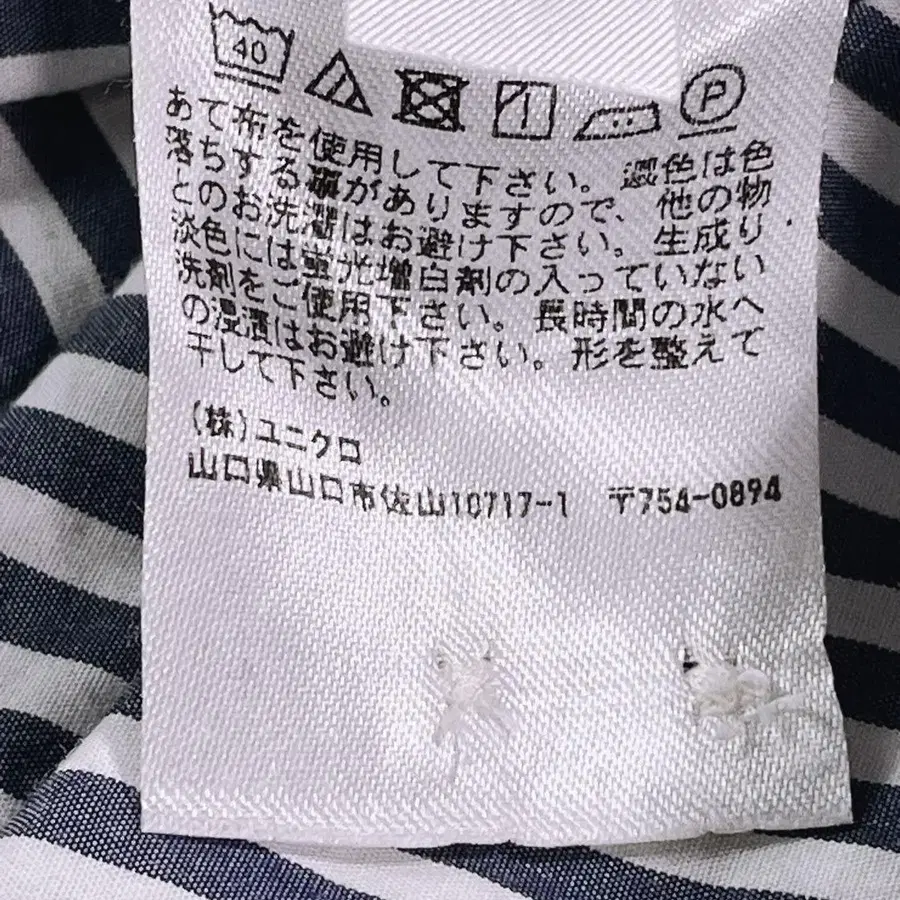 40
P
あて布を使用して下さい。濃色は色
落ちする事がありますので、他の物
とのお洗濯はお避け下さい。生成り・
淡色には蛍光増白剤の入っていない
洗剤をご使用下さい。長時間の水へ
の浸漬はお避け下さい。形を整えて
干して下さい。
(株)ユニクロ
山口県山口市佐山10717-1 〒754-0894